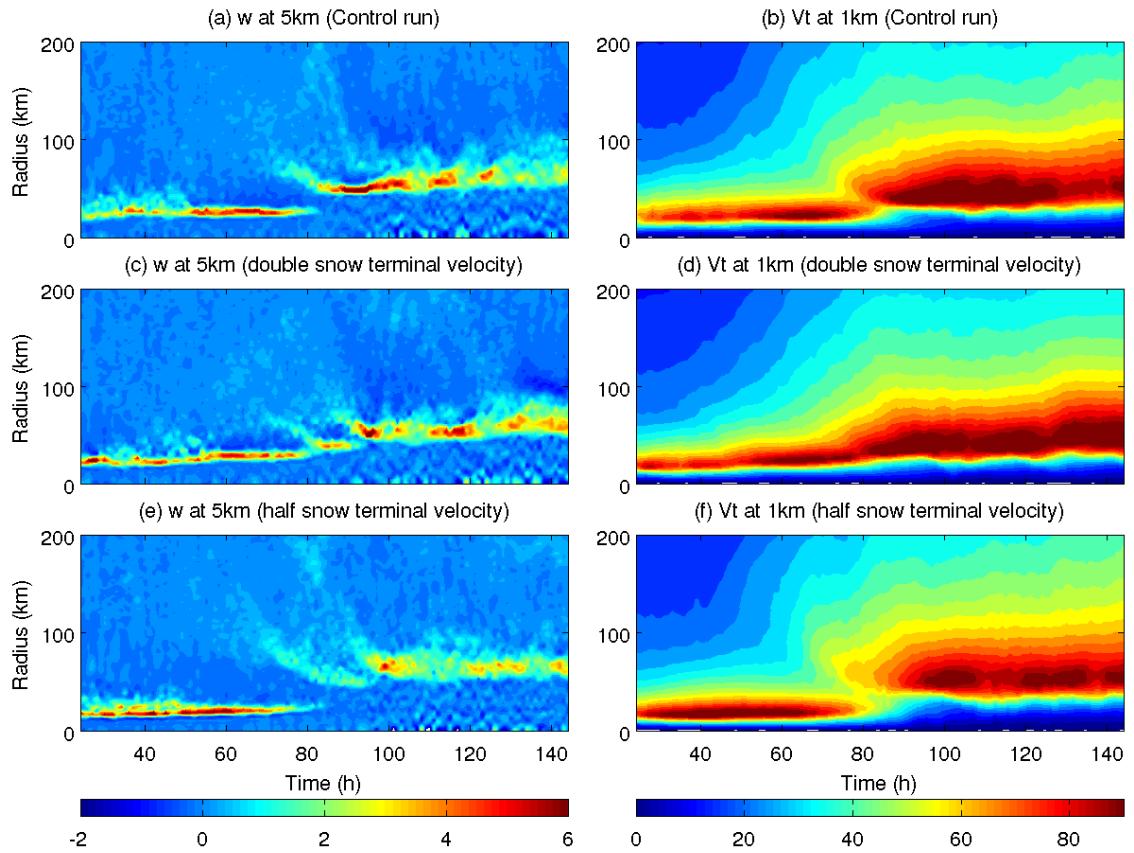 (a) w at 5km (Control run)
(b) Vt at 1km (Control run)
200
100
0
Radius (km)
200
100
0
(c) w at 5km (double snow terminal velocity)
(d) Vt at 1km (double snow terminal velocity)
200
100
0
Radius (km)
200
100
0
(e) w at 5km (half snow terminal velocity)
(f) Vt at 1km (half snow terminal velocity)
200
100
0
Radius (km)
200
100
0
40 60 80 100 120 140
Time (h)
40 60 80 100 120 140
Time (h)
-2 0 2 4 6
0 20 40 60 80